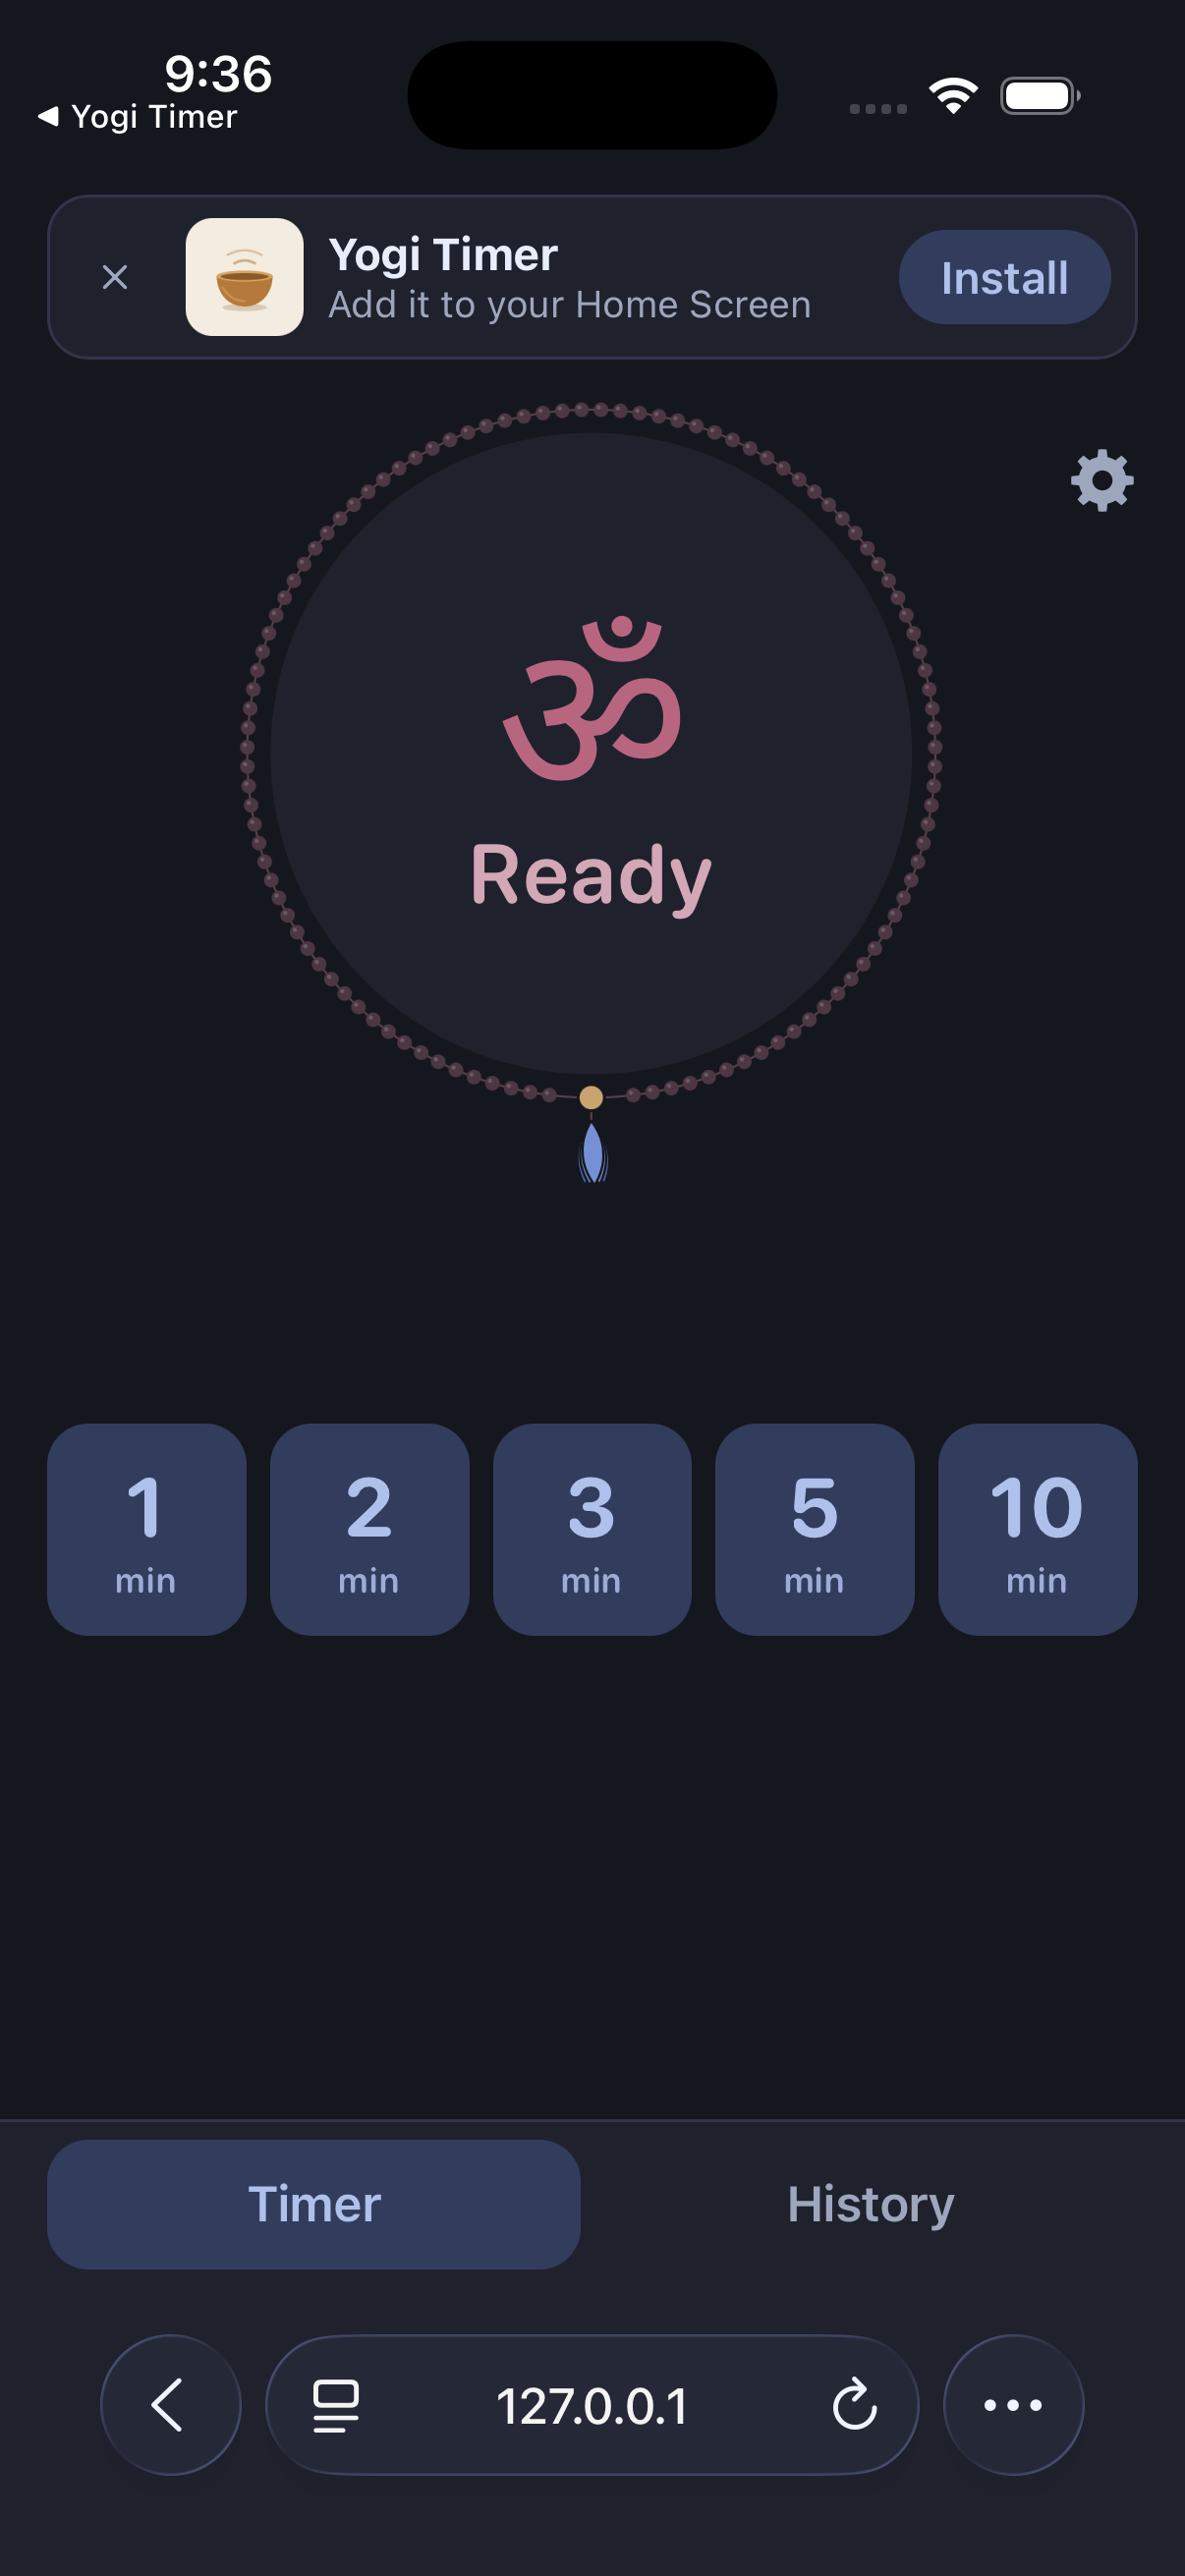 9:36
Yogi Timer
Yogi Timer
Add it to your Home Screen
Install
ॐ
Ready
1 2 3 5 10
min min min min min
Timer History
127.0.0.1